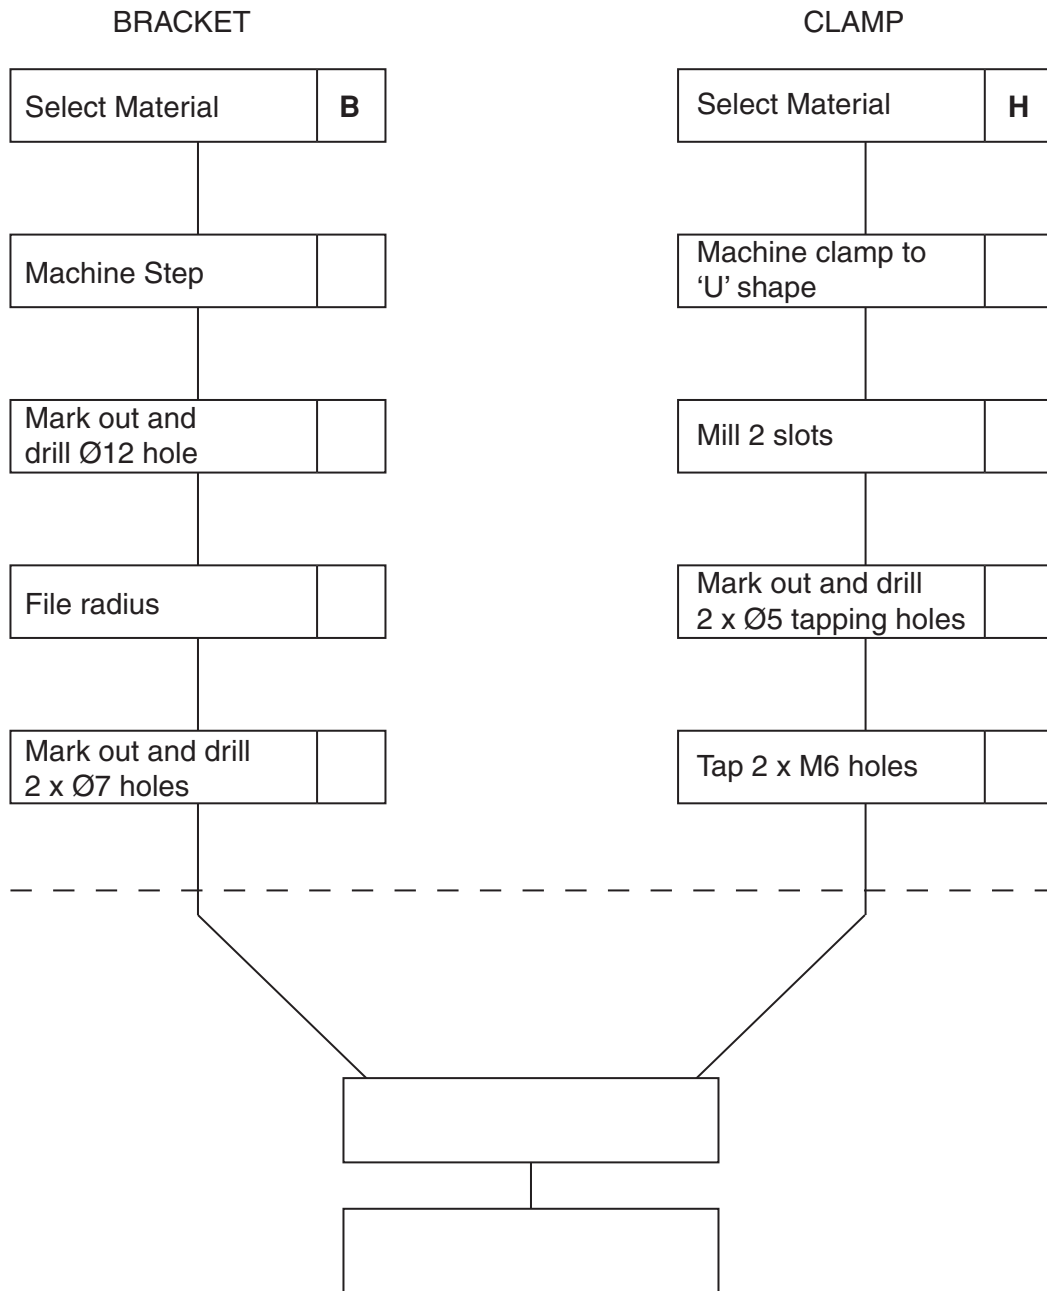 BRACKET
CLAMP
Select Material
B
Select Material
H
Machine Step
Machine clamp to
‘U’ shape
Mark out and
drill Ø12 hole
Mill 2 slots
File radius
Mark out and drill
2 x Ø5 tapping holes
Mark out and drill
2 x Ø7 holes
Tap 2 x M6 holes